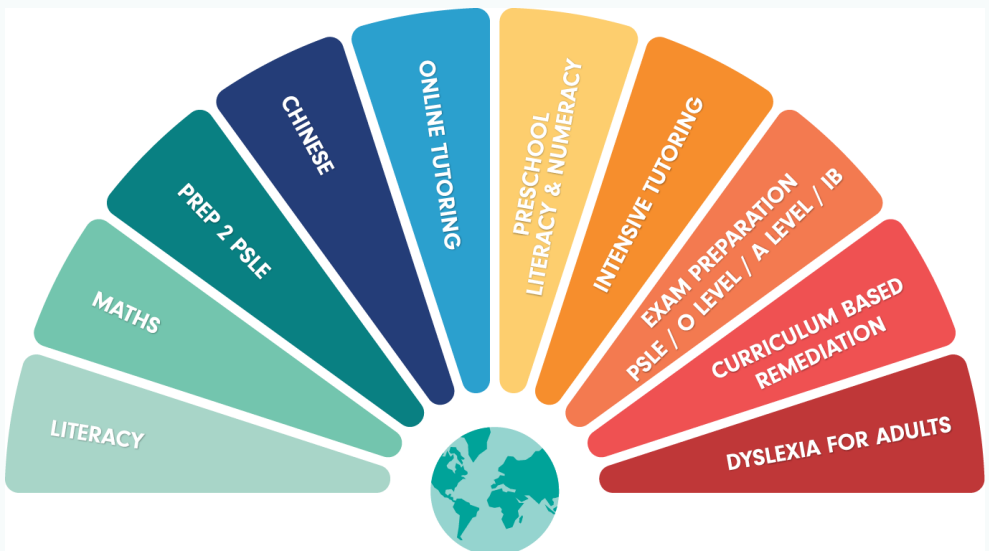 LITERACY
MATHS
PREP 2 PSLE
CHINESE
ONLINE TUTORING
PRESCHOOL
LITERACY & NUMERACY
INTENSIVE TUTORING
EXAM PREPARATION
PSLE / O LEVEL / A LEVEL / IB
CURRICULUM BASED
REMEDIATION
DYSLEXIA FOR ADULTS